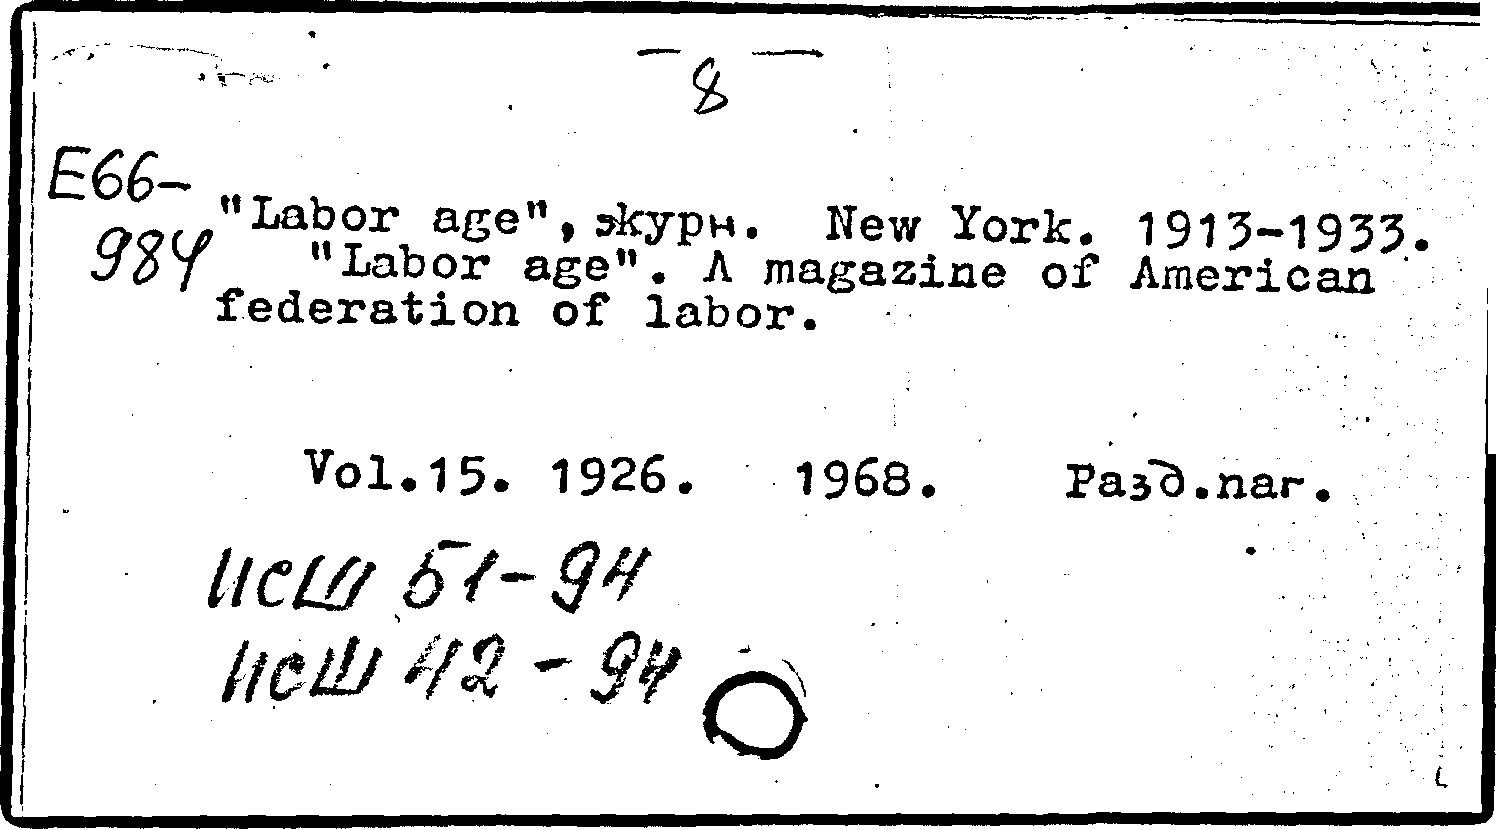 — 8 —
E66-
984
"Labor age", журн. New York. 1913-1933.
"Labor age". A magazine of American
federation of labor.
Vol.15. 1926. 1968. Разд.паг.
ИСШ 51-94
ИСШ 42-94